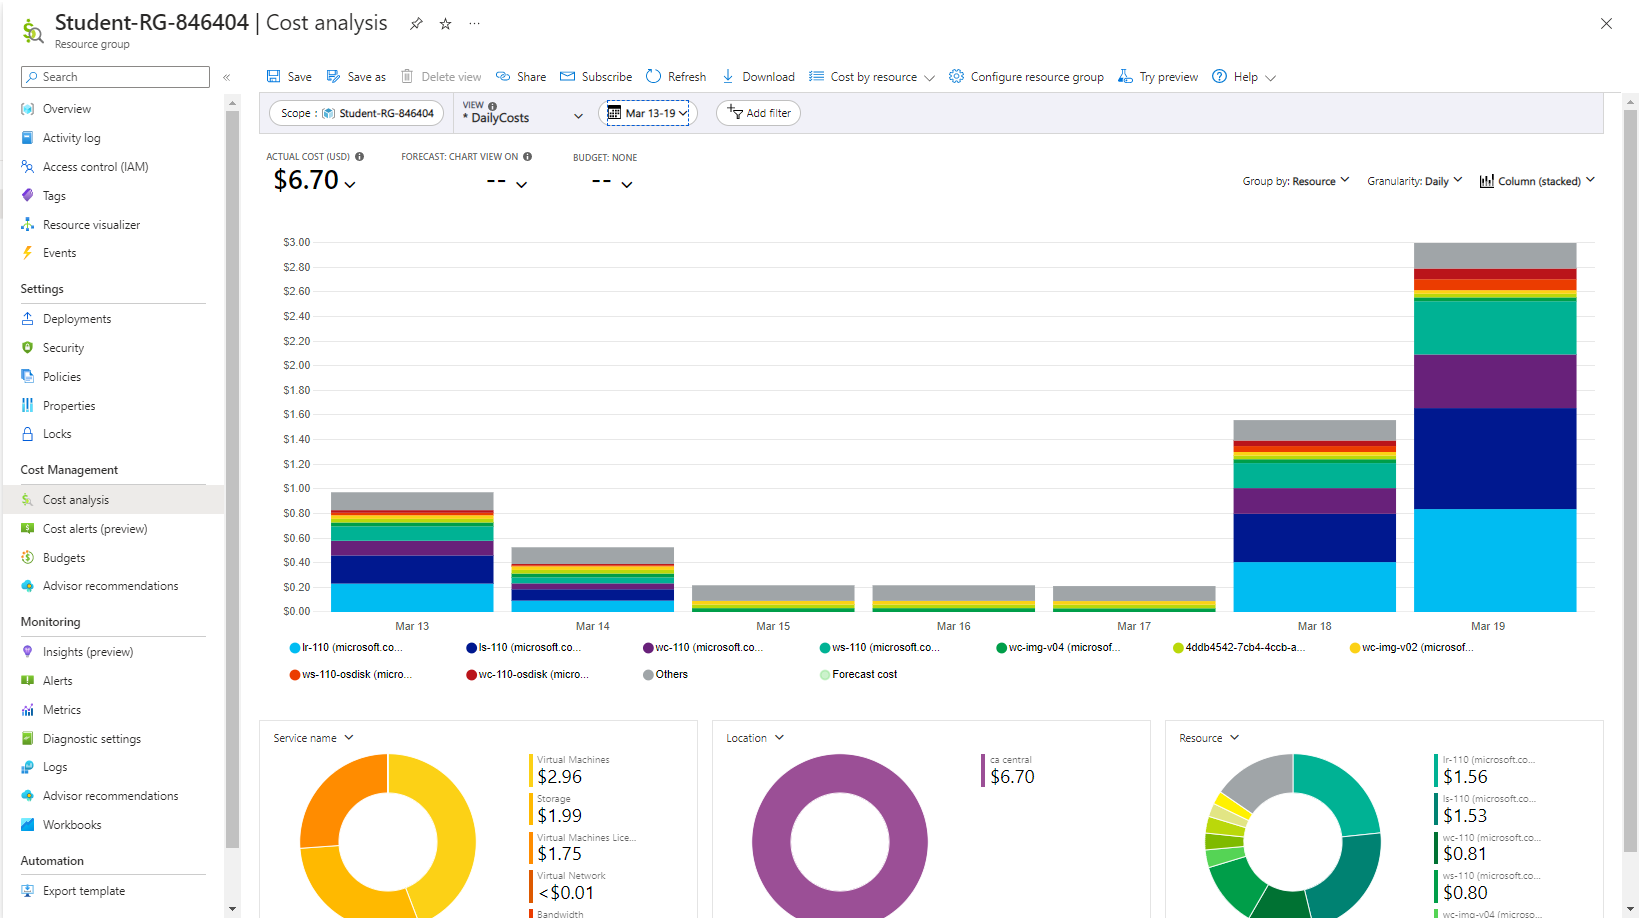 Student-RG-846404 | Cost analysis
Resource group
Search
Save
Save as
Delete view
Share
Subscribe
Refresh
Download
Cost by resource
Configure resource group
Try preview
Help
Overview
Activity log
Access control (IAM)
Tags
Resource visualizer
Events
Settings
Deployments
Security
Policies
Properties
Locks
Cost Management
Cost analysis
Cost alerts (preview)
Budgets
Advisor recommendations
Monitoring
Insights (preview)
Alerts
Metrics
Diagnostic settings
Logs
Advisor recommendations
Workbooks
Automation
Export template
Scope : Student-RG-846404
VIEW
* DailyCosts
Mar 13-19
Add filter
ACTUAL COST (USD)
$6.70
FORECAST: CHART VIEW ON
--
BUDGET: NONE
--
Group by: Resource
Granularity: Daily
Column (stacked)
$3.00
$2.80
$2.60
$2.40
$2.20
$2.00
$1.80
$1.60
$1.40
$1.20
$1.00
$0.80
$0.60
$0.40
$0.20
$0.00
Mar 13
Mar 14
Mar 15
Mar 16
Mar 17
Mar 18
Mar 19
lr-110 (microsoft.co...
ls-110 (microsoft.co...
wc-110 (microsoft.co...
ws-110 (microsoft.co...
wc-img-v04 (microsof...
4ddb4542-7cb4-4ccb-a...
wc-img-v02 (microsof...
ws-110-osdisk (micro...
wc-110-osdisk (micro...
Others
Forecast cost
Service name
Virtual Machines
$2.96
Storage
$1.99
Virtual Machines Lice...
$1.75
Virtual Network
<$0.01
Bandwidth
Location
ca central
$6.70
Resource
lr-110 (microsoft.co...
$1.56
ls-110 (microsoft.co...
$1.53
wc-110 (microsoft.co...
$0.81
ws-110 (microsoft.co...
$0.80
wc-img-v04 (microso...